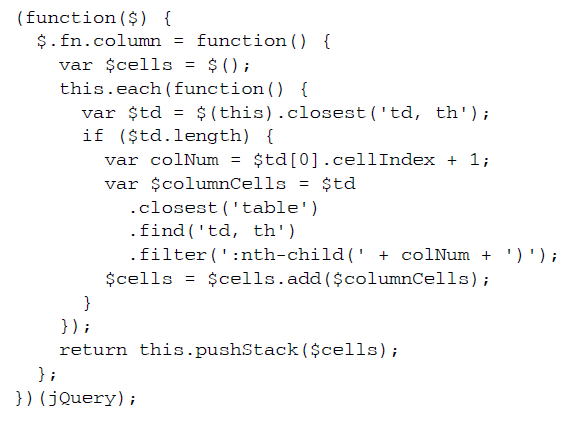 (function($) {
  $.fn.column = function() {
    var $cells = $();
    this.each(function() {
      var $td = $(this).closest('td, th');
      if ($td.length) {
        var colNum = $td[0].cellIndex + 1;
        var $columnCells = $td
          .closest('table')
          .find('td, th')
          .filter(':nth-child(' + colNum + ')');
        $cells = $cells.add($columnCells);
      }
    });
    return this.pushStack($cells);
  };
})(jQuery);